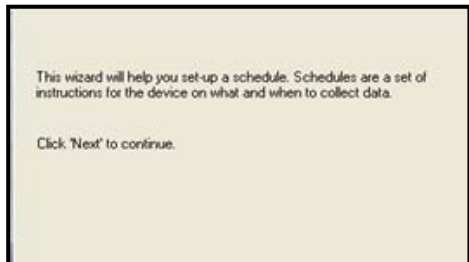 This wizard will help you set-up a schedule. Schedules are a set of
instructions for the device on what and when to collect data.
Click 'Next' to continue.